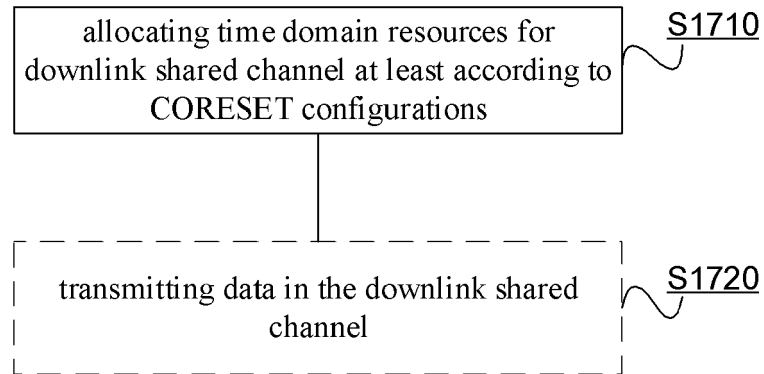 allocating time domain resources for
downlink shared channel at least according to
CORESET configurations
S1710
transmitting data in the downlink shared
channel
S1720